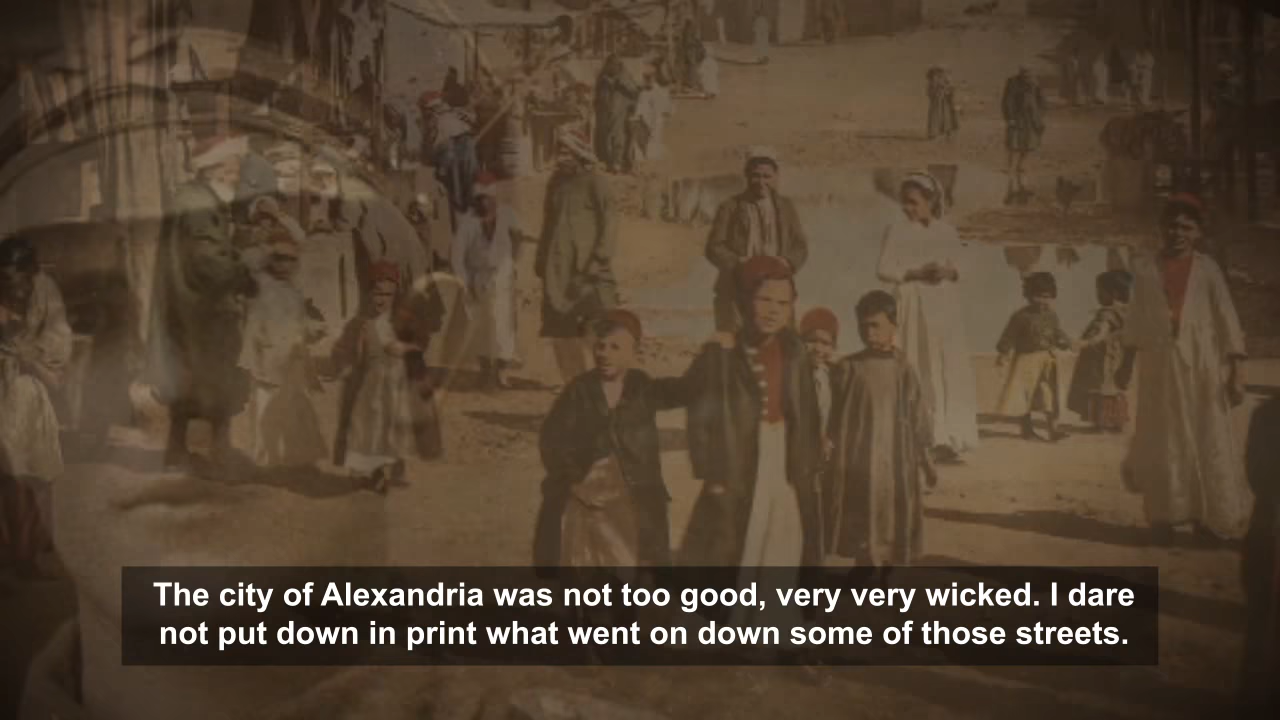 The city of Alexandria was not too good, very very wicked. I dare
not put down in print what went on down some of those streets.